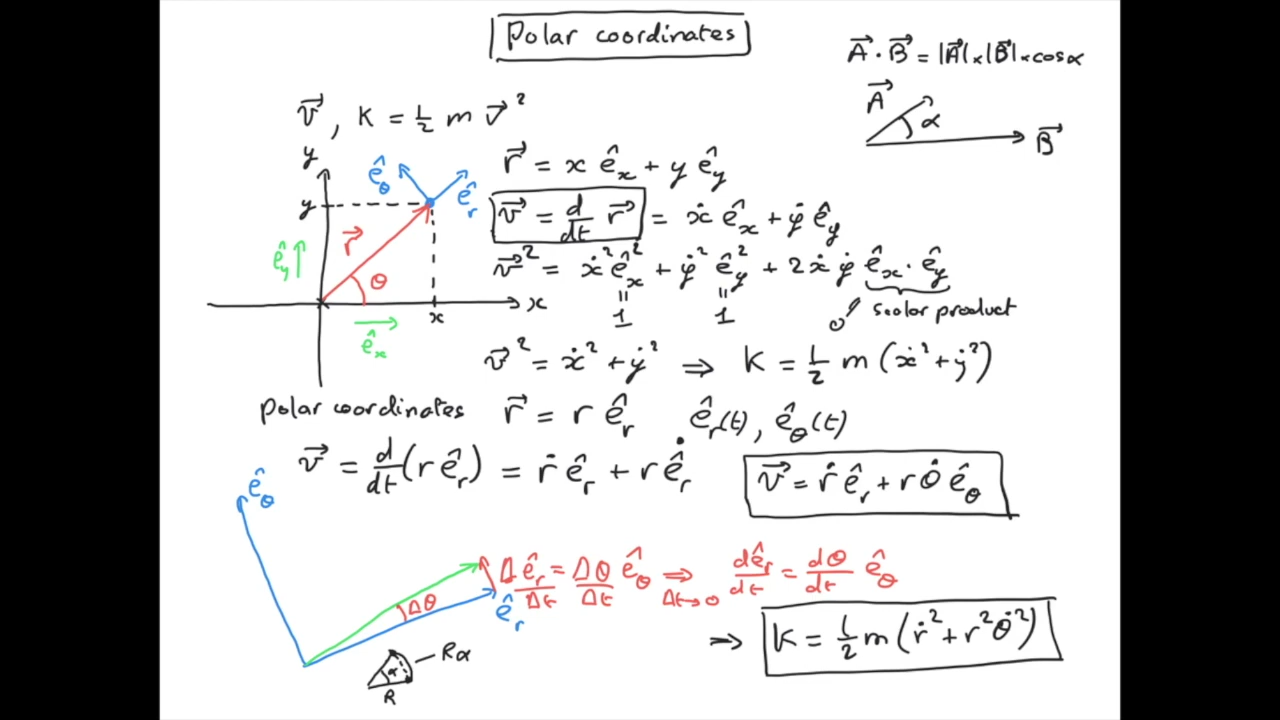 Polar coordinates
A⃗ · B⃗ = |A⃗| × |B⃗| × cosα
A⃗
α
B⃗
v⃗ , K = ½ m v⃗²
y
ê_θ
ê_r
y
r⃗
ê_y
θ
x
x
ê_x
r⃗ = x ê_x + y ê_y
v⃗ = d/dt r⃗ = ẋ ê_x + ẏ ê_y
v⃗² = ẋ² ê_x² + ẏ² ê_y² + 2 ẋ ẏ ê_x · ê_y
= 1
= 1
0
scalar product
v⃗² = ẋ² + ẏ² ⇒ K = ½ m (ẋ² + ẏ²)
Polar coordinates r⃗ = r ê_r ê_r(t), ê_θ(t)
v⃗ = d/dt (r ê_r) = ṙ ê_r + r ê̇_r
v⃗ = ṙ ê_r + r θ̇ ê_θ
ê_θ
Δθ
ê_r
Δê_r/Δt = Δθ/Δt ê_θ ⇒ Δt→0 dê_r/dt = dθ/dt ê_θ
⇒ K = ½ m (ṙ² + r² θ̇²)
α
Rα
R